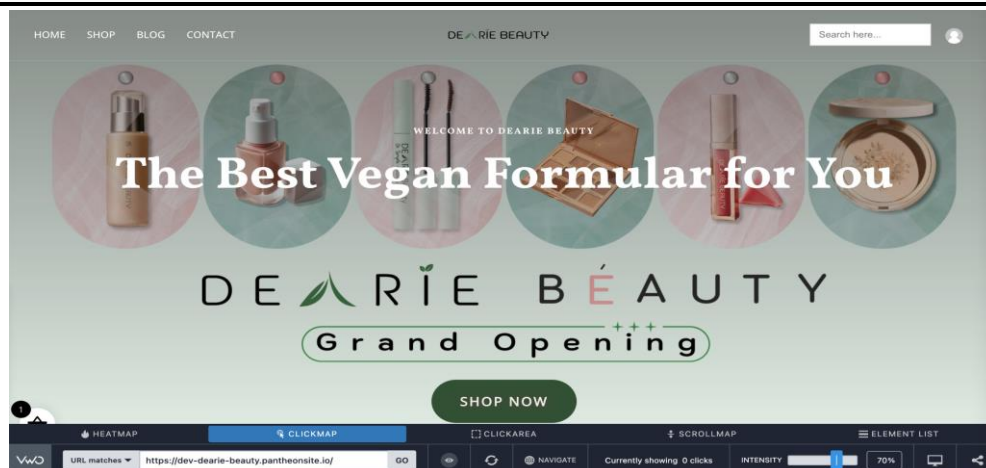 HOME SHOP BLOG CONTACT DEARIE BEAUTY Search here...
WELCOME TO DEARIE BEAUTY
The Best Vegan Formular for You
DEARİE BÉAUTY
Grand Opening
SHOP NOW
1
HEATMAP CLICKMAP CLICKAREA SCROLLMAP ELEMENT LIST
VWO URL matches https://dev-dearie-beauty.pantheonsite.io/ GO NAVIGATE Currently showing 0 clicks INTENSITY 70%